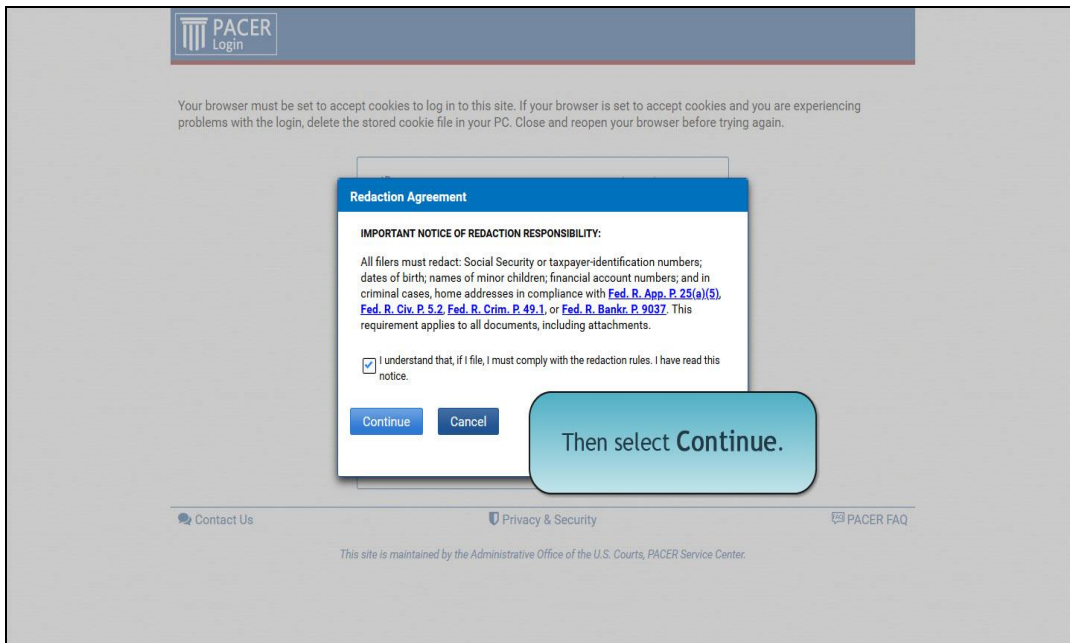 PACER
Login
Your browser must be set to accept cookies to log in to this site. If your browser is set to accept cookies and you are experiencing
problems with the login, delete the stored cookie file in your PC. Close and reopen your browser before trying again.
Redaction Agreement
IMPORTANT NOTICE OF REDACTION RESPONSIBILITY:
All filers must redact: Social Security or taxpayer-identification numbers;
dates of birth; names of minor children; financial account numbers; and in
criminal cases, home addresses in compliance with Fed. R. App. P. 25(a)(5),
Fed. R. Civ. P. 5.2, Fed. R. Crim. P. 49.1, or Fed. R. Bankr. P. 9037. This
requirement applies to all documents, including attachments.
I understand that, if I file, I must comply with the redaction rules. I have read this
notice.
Continue
Cancel
Then select Continue.
Contact Us
Privacy & Security
PACER FAQ
This site is maintained by the Administrative Office of the U.S. Courts, PACER Service Center.